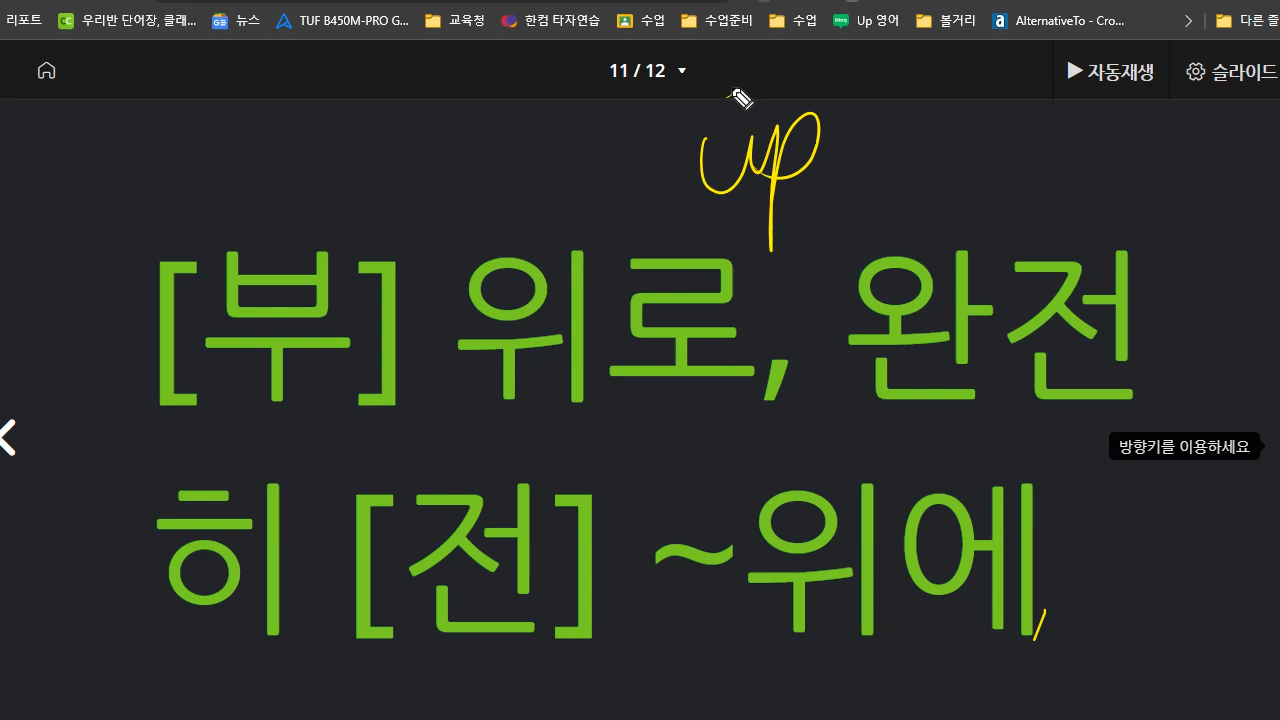 리포트 우리반 단어장, 클래... 뉴스 TUF B450M-PRO G... 교육청 한컴 타자연습 수업 수업준비 수업 Up 영어 볼거리 AlternativeTo - Cro... 다른 즐
11 / 12 자동재생 슬라이드
up
[부] 위로, 완전
방향키를 이용하세요
히 [전] ~위에,